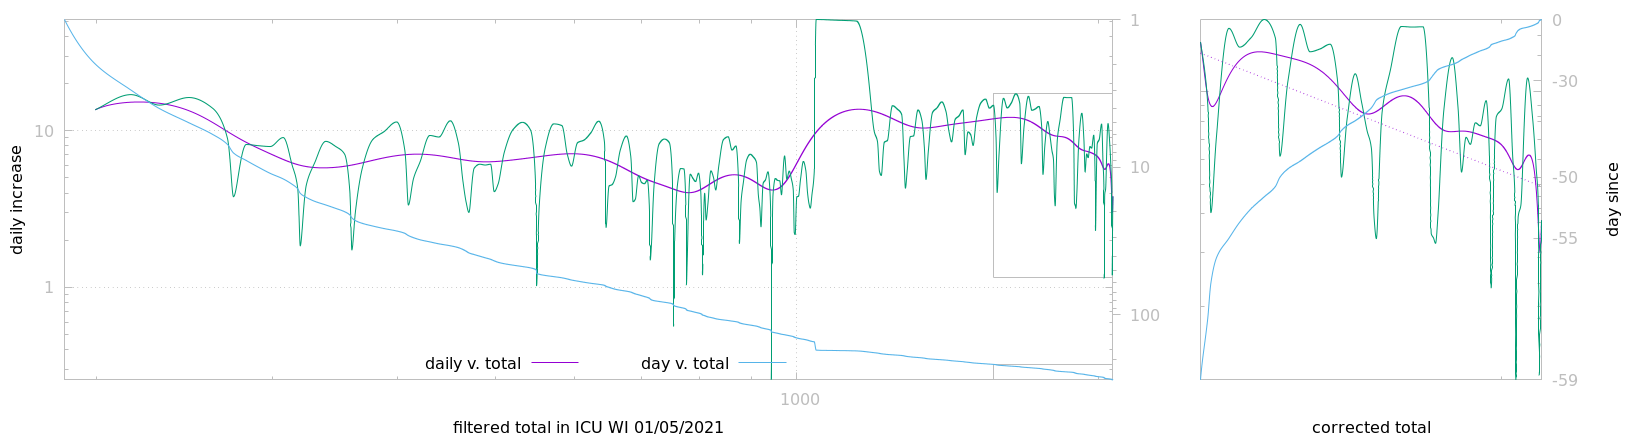 daily increase
10
1
daily v. total
day v. total
1000
filtered total in ICU WI 01/05/2021
1
10
100
0
-30
-50
-55
-59
day since
corrected total